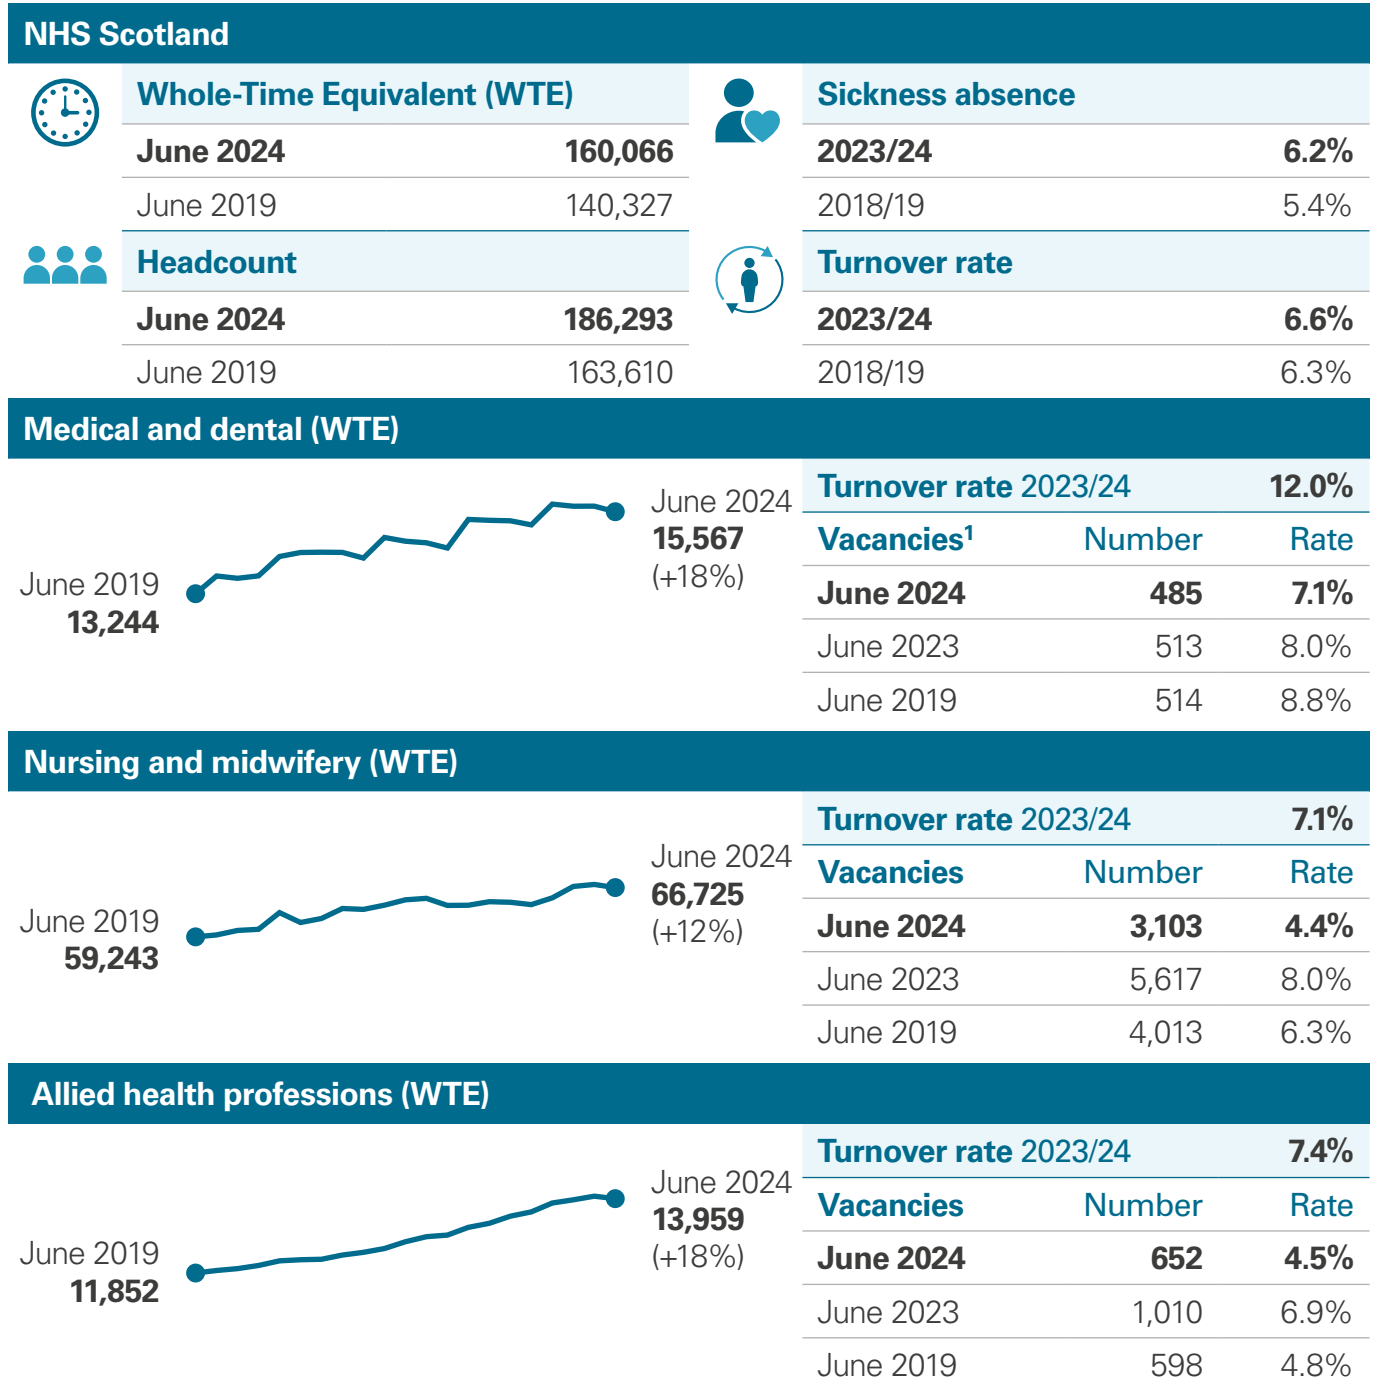 NHS Scotland
Whole-Time Equivalent (WTE)
June 2024 160,066
June 2019 140,327
Headcount
June 2024 186,293
June 2019 163,610
Sickness absence
2023/24 6.2%
2018/19 5.4%
Turnover rate
2023/24 6.6%
2018/19 6.3%
Medical and dental (WTE)
June 2019
13,244
June 2024
15,567
(+18%)
Turnover rate 2023/24 12.0%
Vacancies¹ Number Rate
June 2024 485 7.1%
June 2023 513 8.0%
June 2019 514 8.8%
Nursing and midwifery (WTE)
June 2019
59,243
June 2024
66,725
(+12%)
Turnover rate 2023/24 7.1%
Vacancies Number Rate
June 2024 3,103 4.4%
June 2023 5,617 8.0%
June 2019 4,013 6.3%
Allied health professions (WTE)
June 2019
11,852
June 2024
13,959
(+18%)
Turnover rate 2023/24 7.4%
Vacancies Number Rate
June 2024 652 4.5%
June 2023 1,010 6.9%
June 2019 598 4.8%